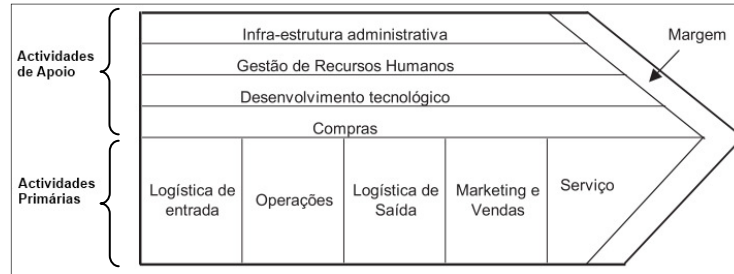 Actividades
de Apoio
Infra-estrutura administrativa
Gestão de Recursos Humanos
Desenvolvimento tecnológico
Compras
Margem
Actividades
Primárias
Logística de
entrada
Operações
Logística de
Saída
Marketing e
Vendas
Serviço